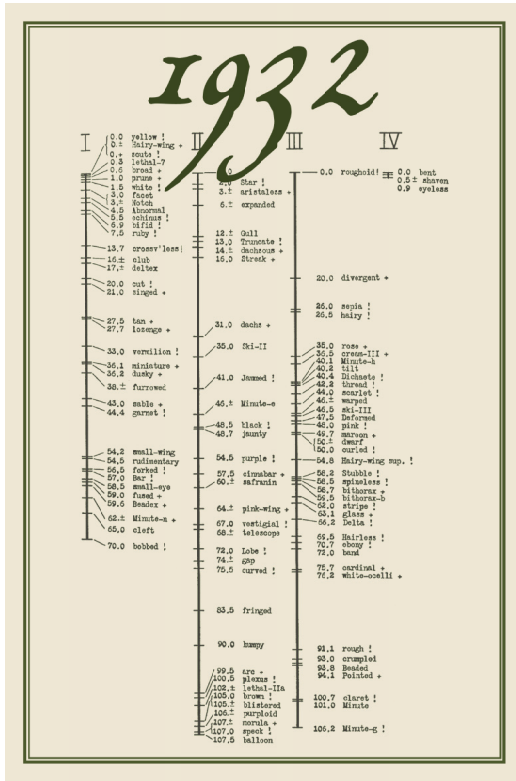 1932
I
0.0 yellow !
0.± Hairy-wing +
0.+ scute !
0.3 lethal-7
0.6 broad +
1.0 prune +
1.5 white !
3.0 facet
3.± Notch
4.5 Abnormal
5.5 echinus !
6.9 bifid !
7.5 ruby !
13.7 crossv'less!
16.± club
17.± deltex
20.0 cut !
21.0 singed +
27.5 tan +
27.7 lozenge +
33.0 vermilion !
36.1 miniature +
36.2 dusky +
38.± furrowed
43.0 sable +
44.4 garnet !
54.2 small-wing
54.5 rudimentary
56.5 forked !
57.0 Bar !
58.5 small-eye
59.0 fused +
59.6 Beadex +
62.± Minute-n +
65.0 cleft
70.0 bobbed !
II
Star !
3.± aristaless +
6.± expanded
12.± Gull
13.0 Truncate !
14.± dachsous +
16.0 Streak +
31.0 dachs +
35.0 Ski-II
41.0 Jammed !
46.± Minute-e
48.5 black !
48.7 jaunty
54.5 purple !
57.5 cinnabar +
60.± safranin
64.± pink-wing +
67.0 vestigial !
68.± telescope
72.0 Lobe !
74.± gap
75.5 curved !
83.5 fringed
90.0 humpy
99.5 arc +
100.5 plexus !
102.± lethal-IIa
105.0 brown !
105.± blistered
106.± purploid
107.± morula +
107.0 speck !
107.5 balloon
III
0.0 roughoid!
20.0 divergent +
26.0 sepia !
26.5 hairy !
35.0 rose +
36.5 cream-III +
40.1 Minute-h
40.2 tilt
40.4 Dichaete !
42.2 thread !
44.0 scarlet !
46.± warped
46.5 ski-III
47.5 Deformed
48.0 pink !
49.7 maroon +
50.± dwarf
50.0 curled !
54.8 Hairy-wing sup. !
58.2 Stubble !
58.5 spineless !
58.7 bithorax +
59.5 bithorax-b
62.0 stripe !
63.1 glass +
66.2 Delta !
69.5 Hairless !
70.7 ebony !
72.0 band
75.7 cardinal +
76.2 white-ocelli +
91.1 rough !
93.0 crumpled
93.8 Beaded
94.1 Pointed +
100.7 claret !
101.0 Minute
106.2 Minute-g !
IV
0.0 bent
0.5± shaven
0.9 eyeless